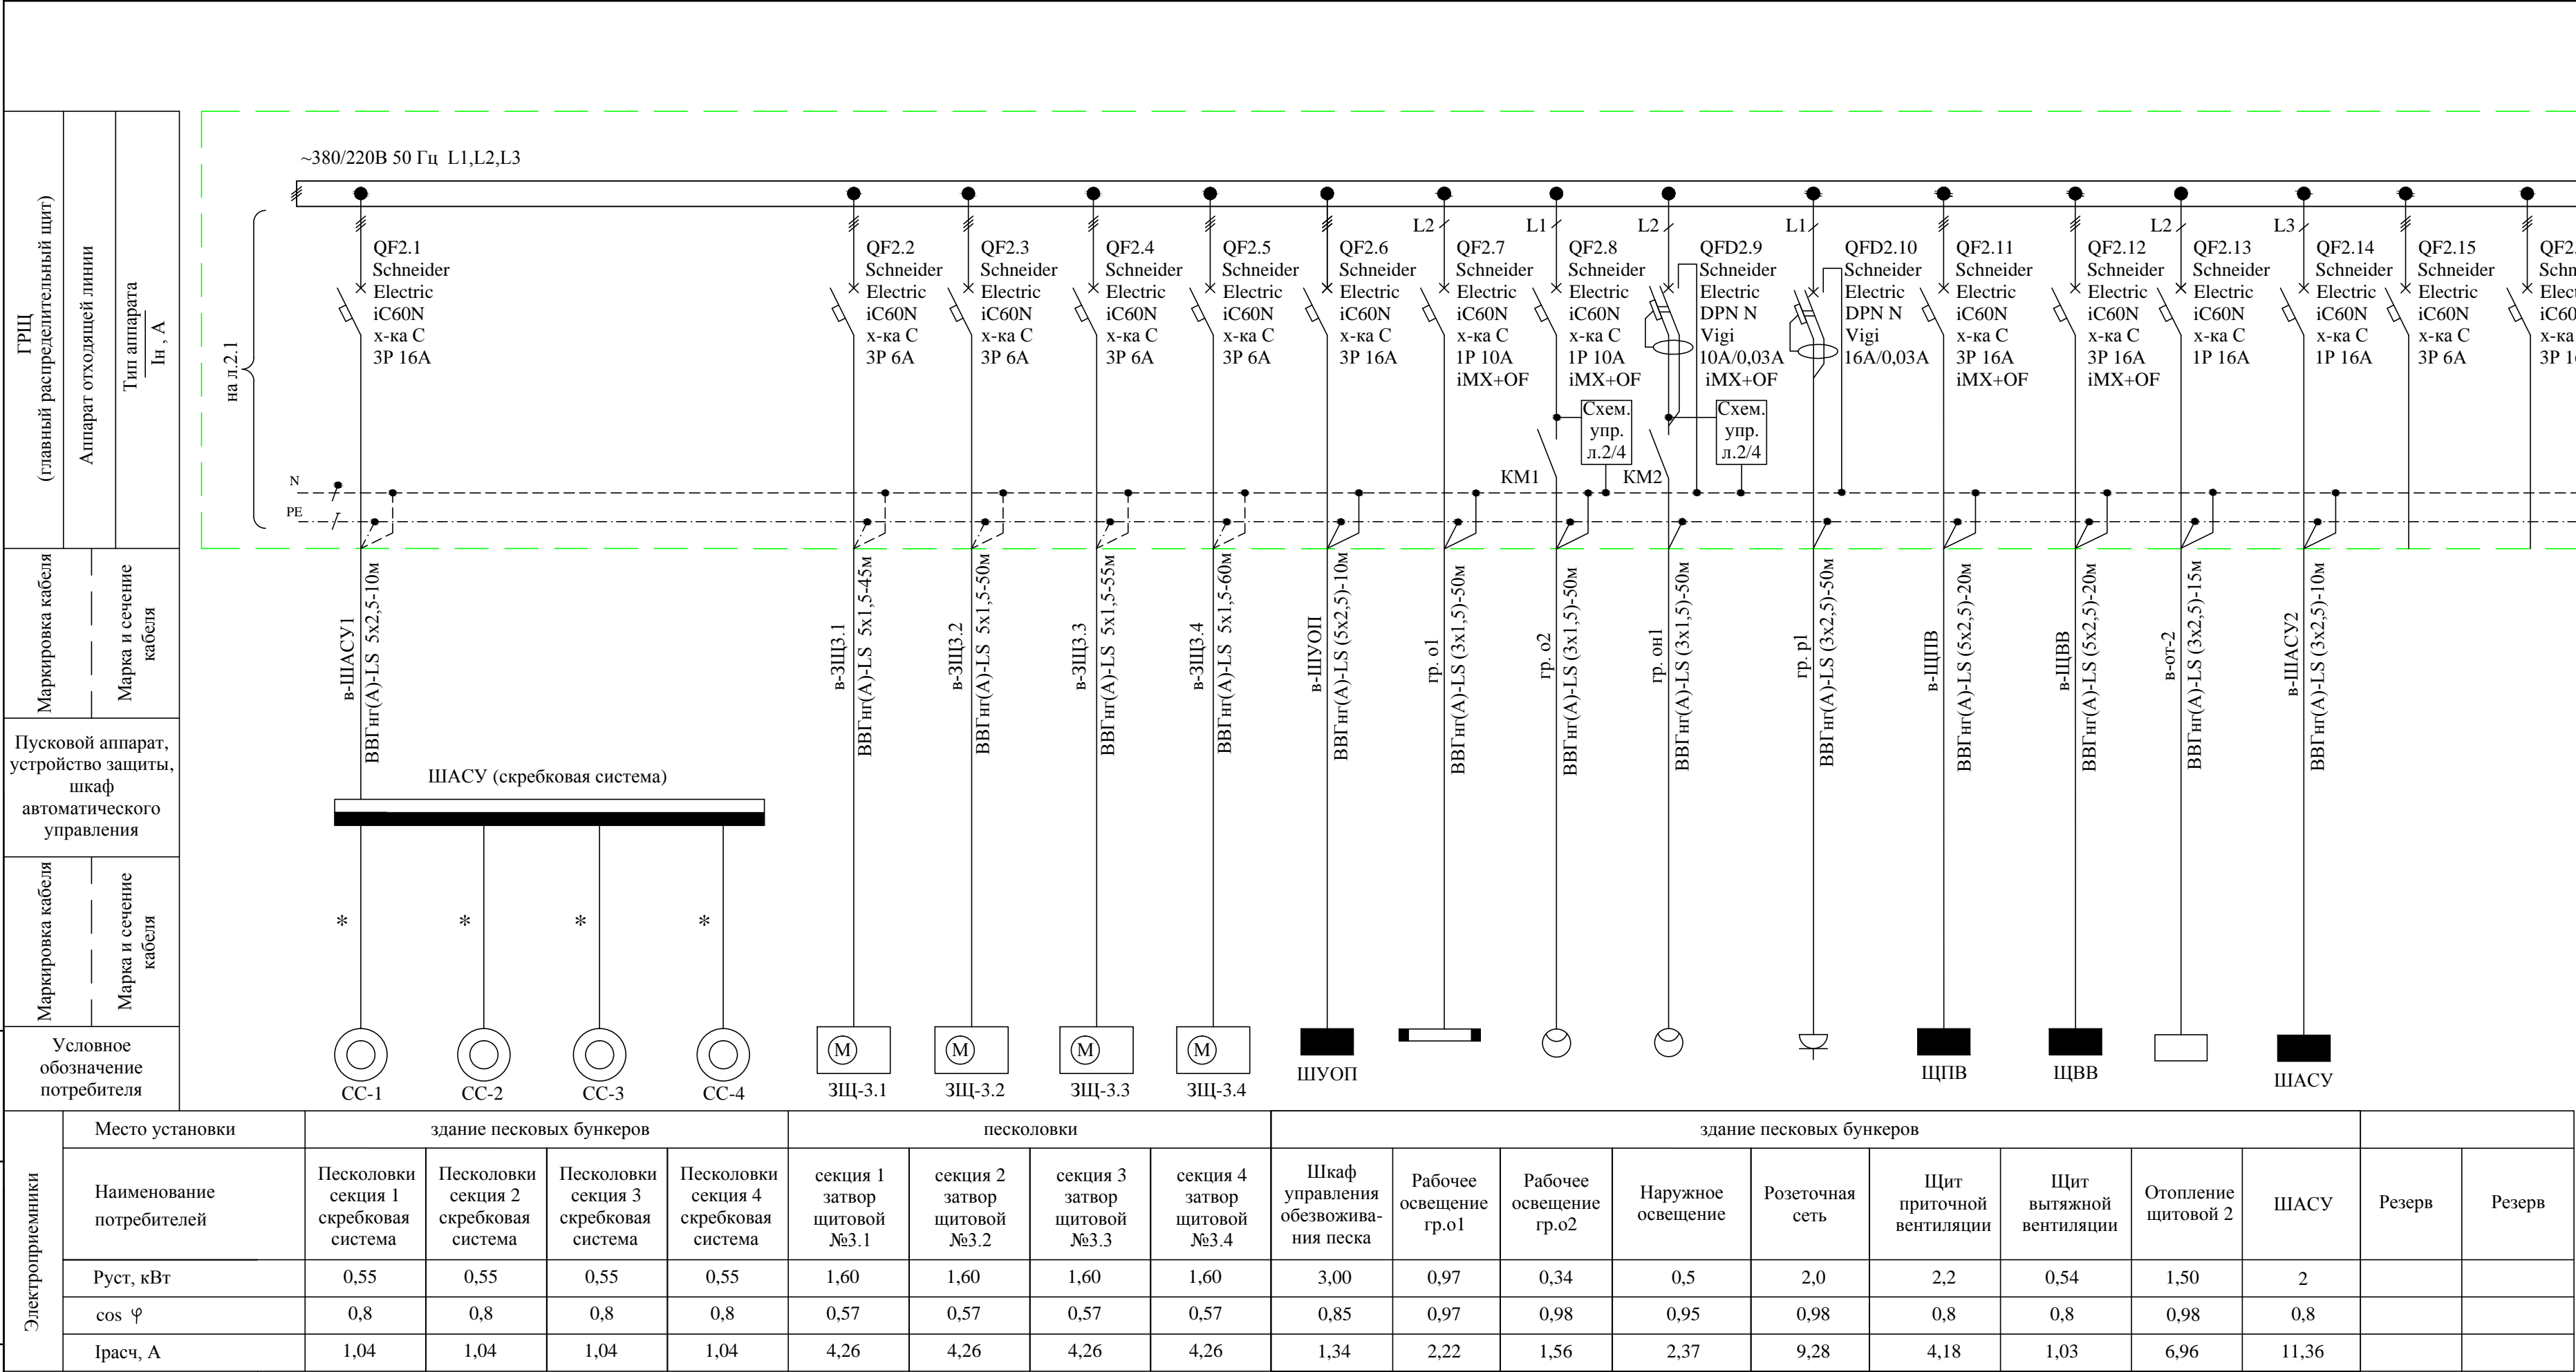 ~380/220В 50 Гц L1,L2,L3
ГРЩ
(главный распределительный щит)
Аппарат отходящей линии
Тип аппарата
Iн , А
на л.2.1
QF2.1
Schneider
Electric
iC60N
х-ка C
3P 16A
QF2.2
Schneider
Electric
iC60N
х-ка C
3P 6A
QF2.3
Schneider
Electric
iC60N
х-ка C
3P 6A
QF2.4
Schneider
Electric
iC60N
х-ка C
3P 6A
QF2.5
Schneider
Electric
iC60N
х-ка C
3P 6A
QF2.6
Schneider
Electric
iC60N
х-ка C
3P 16A
L2
QF2.7
Schneider
Electric
iC60N
х-ка C
1P 10A
iMX+OF
L1
QF2.8
Schneider
Electric
iC60N
х-ка C
1P 10A
iMX+OF
Схем.
упр.
л.2/4
КМ1
L2
QFD2.9
Schneider
Electric
DPN N
Vigi
10A/0,03A
iMX+OF
Схем.
упр.
л.2/4
КМ2
L1
QFD2.10
Schneider
Electric
DPN N
Vigi
16A/0,03A
QF2.11
Schneider
Electric
iC60N
х-ка C
3P 16A
iMX+OF
QF2.12
Schneider
Electric
iC60N
х-ка C
3P 16A
iMX+OF
L2
QF2.13
Schneider
Electric
iC60N
х-ка C
1P 16A
L3
QF2.14
Schneider
Electric
iC60N
х-ка C
1P 16A
QF2.15
Schneider
Electric
iC60N
х-ка C
3P 6A
QF2.
Schn
Elect
iC60
х-ка
3P 1
N
PE
Маркировка кабеля
Марка и сечение
кабеля
в-ШАСУ1
ВВГнг(А)-LS 5х2,5-10м
в-ЗЩ3.1
ВВГнг(А)-LS 5х1,5-45м
в-ЗЩ3.2
ВВГнг(А)-LS 5х1,5-50м
в-ЗЩ3.3
ВВГнг(А)-LS 5х1,5-55м
в-ЗЩ3.4
ВВГнг(А)-LS 5х1,5-60м
в-ШУОП
ВВГнг(А)-LS (5х2,5)-10м
гр. о1
ВВГнг(А)-LS (3х1,5)-50м
гр. о2
ВВГнг(А)-LS (3х1,5)-50м
гр. он1
ВВГнг(А)-LS (3х1,5)-50м
гр. р1
ВВГнг(А)-LS (3х2,5)-50м
в-ЩПВ
ВВГнг(А)-LS (5х2,5)-20м
в-ЩВВ
ВВГнг(А)-LS (5х2,5)-20м
в-от-2
ВВГнг(А)-LS (3х2,5)-15м
в-ШАСУ2
ВВГнг(А)-LS (3х2,5)-10м
Пусковой аппарат,
устройство защиты,
шкаф
автоматического
управления
ШАСУ (скребковая система)
Маркировка кабеля
Марка и сечение
кабеля
* * * *
Условное
обозначение
потребителя
М М М М
СС-1 СС-2 СС-3 СС-4 ЗЩ-3.1 ЗЩ-3.2 ЗЩ-3.3 ЗЩ-3.4 ШУОП ЩПВ ЩВВ ШАСУ
Электроприемники
Место установки здание песковых бункеров песколовки здание песковых бункеров
Наименование
потребителей
Песколовки
секция 1
скребковая
система
Песколовки
секция 2
скребковая
система
Песколовки
секция 3
скребковая
система
Песколовки
секция 4
скребковая
система
секция 1
затвор
щитовой
№3.1
секция 2
затвор
щитовой
№3.2
секция 3
затвор
щитовой
№3.3
секция 4
затвор
щитовой
№3.4
Шкаф
управления
обезвожива-
ния песка
Рабочее
освещение
гр.о1
Рабочее
освещение
гр.о2
Наружное
освещение
Розеточная
сеть
Щит
приточной
вентиляции
Щит
вытяжной
вентиляции
Отопление
щитовой 2
ШАСУ
Резерв
Резерв
Руст, кВт 0,55 0,55 0,55 0,55 1,60 1,60 1,60 1,60 3,00 0,97 0,34 0,5 2,0 2,2 0,54 1,50 2
cos φ 0,8 0,8 0,8 0,8 0,57 0,57 0,57 0,57 0,85 0,97 0,98 0,95 0,98 0,8 0,8 0,98 0,8
Iрасч, А 1,04 1,04 1,04 1,04 4,26 4,26 4,26 4,26 1,34 2,22 1,56 2,37 9,28 4,18 1,03 6,96 11,36